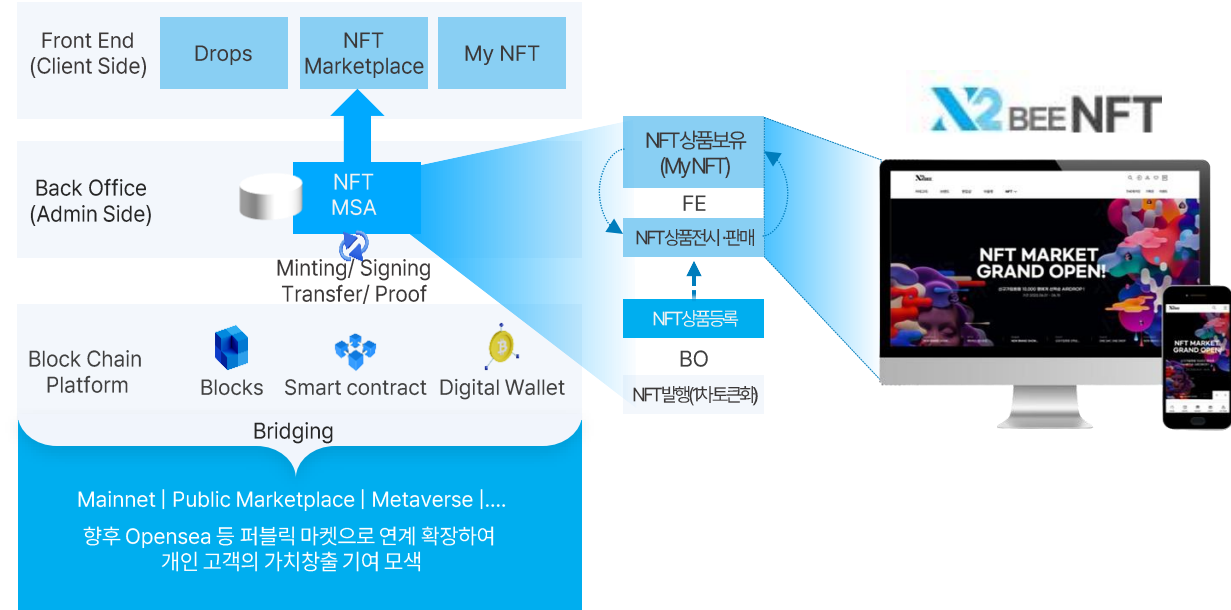 Front End
(Client Side)
Drops
NFT
Marketplace
My NFT
Back Office
(Admin Side)
NFT
MSA
Minting/ Signing
Transfer/ Proof
Block Chain
Platform
Blocks
Smart contract
Digital Wallet
Bridging
Mainnet | Public Marketplace | Metaverse |....
향후 Opensea 등 퍼블릭 마켓으로 연계 확장하여
개인 고객의 가치창출 기여 모색
NFT상품보유
(My NFT)
FE
NFT상품전시·판매
NFT상품등록
BO
NFT발행(1차토큰화)
X2 BEE NFT
NFT MARKET
GRAND OPEN!
NFT MARKET
GRAND OPEN!